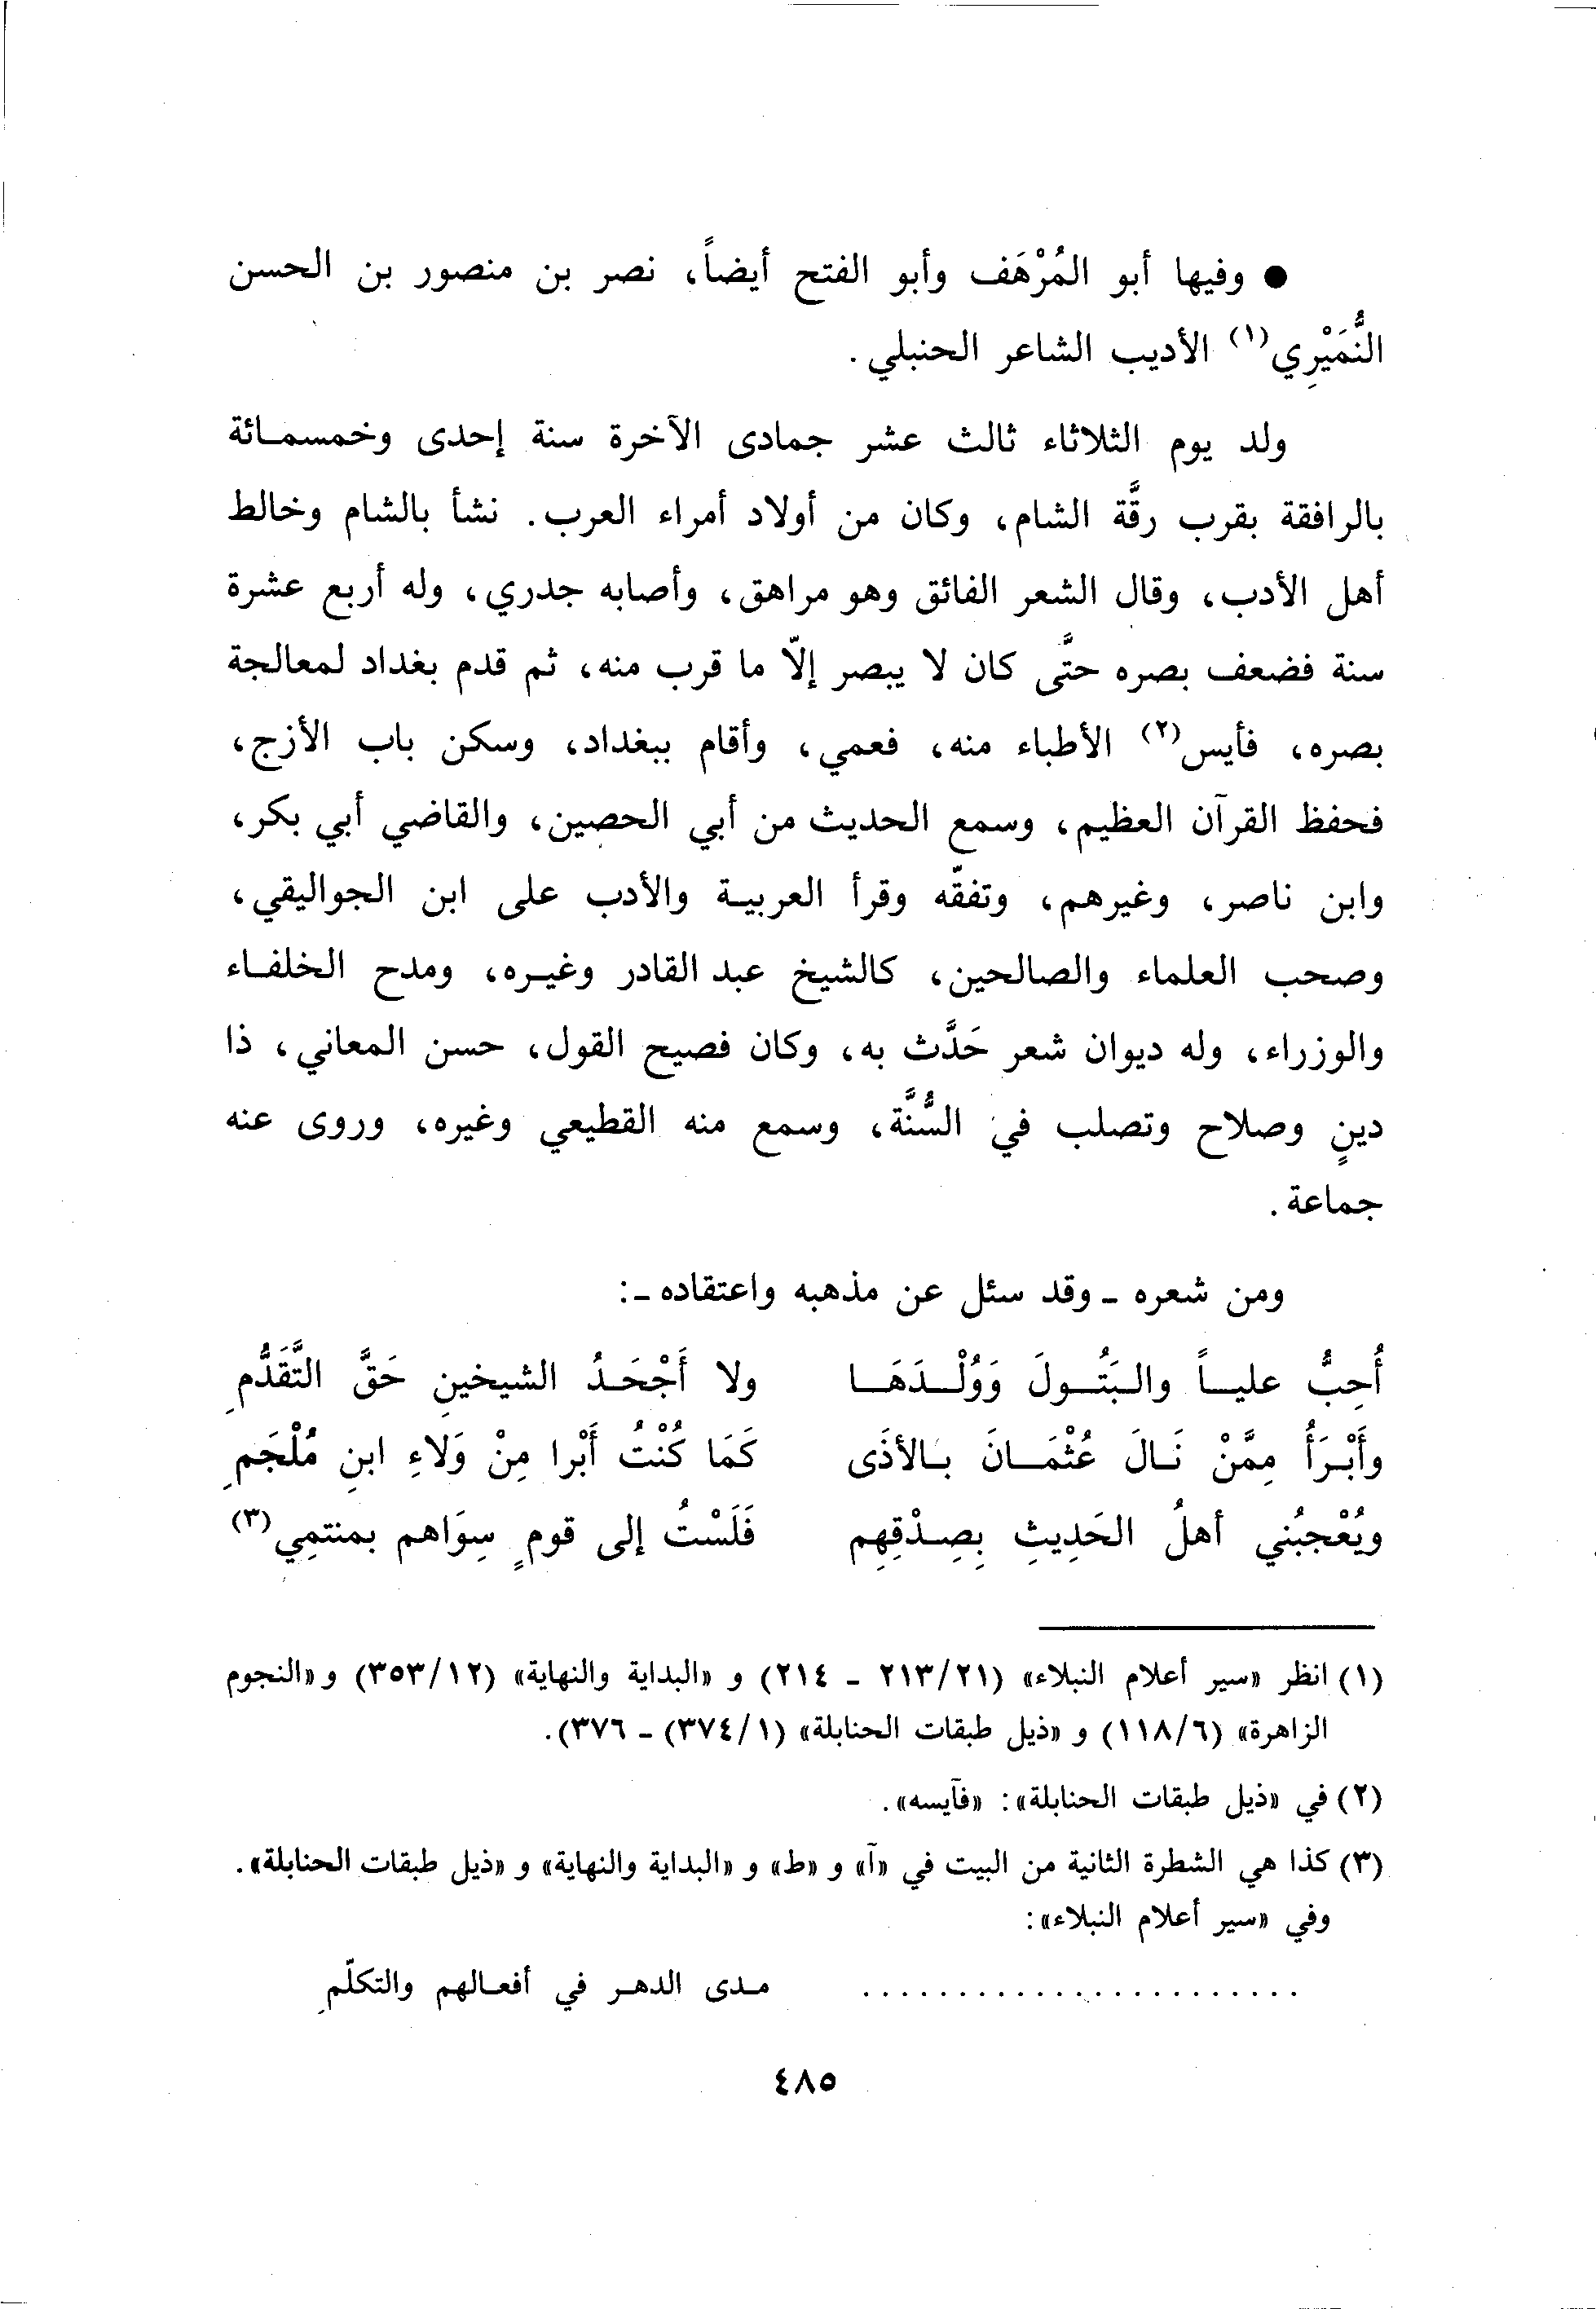 ● وفيها أبو المُرْهَف وأبو الفتح أيضاً، نصر بن منصور بن الحسن
النُّمَيْرِي(١) الأديب الشاعر الحنبلي.
ولد يوم الثلاثاء ثالث عشر جمادى الآخرة سنة إحدى وخمسمائة
بالرافقة بقرب رقَّة الشام، وكان من أولاد أمراء العرب. نشأ بالشام وخالط
أهل الأدب، وقال الشعر الفائق وهو مراهق، وأصابه جدري، وله أربع عشرة
سنة فضعف بصره حتَّى كان لا يبصر إلاّ ما قرب منه، ثم قدم بغداد لمعالجة
بصره، فأيس(٢) الأطباء منه، فعمي، وأقام ببغداد، وسكن باب الأزج،
فحفظ القرآن العظيم، وسمع الحديث من أبي الحصين، والقاضي أبي بكر،
وابن ناصر، وغيرهم، وتفقّه وقرأ العربية والأدب على ابن الجواليقي،
وصحب العلماء والصالحين، كالشيخ عبد القادر وغيره، ومدح الخلفاء
والوزراء، وله ديوان شعر حَدَّث به، وكان فصيح القول، حسن المعاني، ذا
دينٍ وصلاح وتصلب في السُّنَّة، وسمع منه القطيعي وغيره، وروى عنه
جماعة.
ومن شعره ـ وقد سئل عن مذهبه واعتقاده ـ:
أُحِبُّ علياً والبَتُولَ وَوُلْدَهَا ولا أَجْحَدُ الشيخينِ حَقَّ التَّقَدُّمِ
وأَبْرَأُ مِمَّنْ نَالَ عُثْمَانَ بَالأذَى كَمَا كُنْتُ أَبْرا مِنْ وَلاءِ ابنِ مُلْجَمِ
ويُعْجبُني أهلُ الحَدِيثِ بِصِدْقِهِم فَلَسْتُ إلى قومٍ سِوَاهم بمنتمِي(٣)
(١) انظر «سير أعلام النبلاء» (٢١/٢١٣ ـ ٢١٤) و «البداية والنهاية» (١٢/٣٥٣) و «النجوم
الزاهرة» (٦/١١٨) و «ذيل طبقات الحنابلة» (١/٣٧٤) ـ ٣٧٦).
(٢) في «ذيل طبقات الحنابلة»: «فآيسه».
(٣) كذا هي الشطرة الثانية من البيت في «آ» و «ط» و «البداية والنهاية» و «ذيل طبقات الحنابلة».
وفي «سير أعلام النبلاء»:
....................... مدى الدهر في أفعالهم والتكلّمِ
٤٨٥